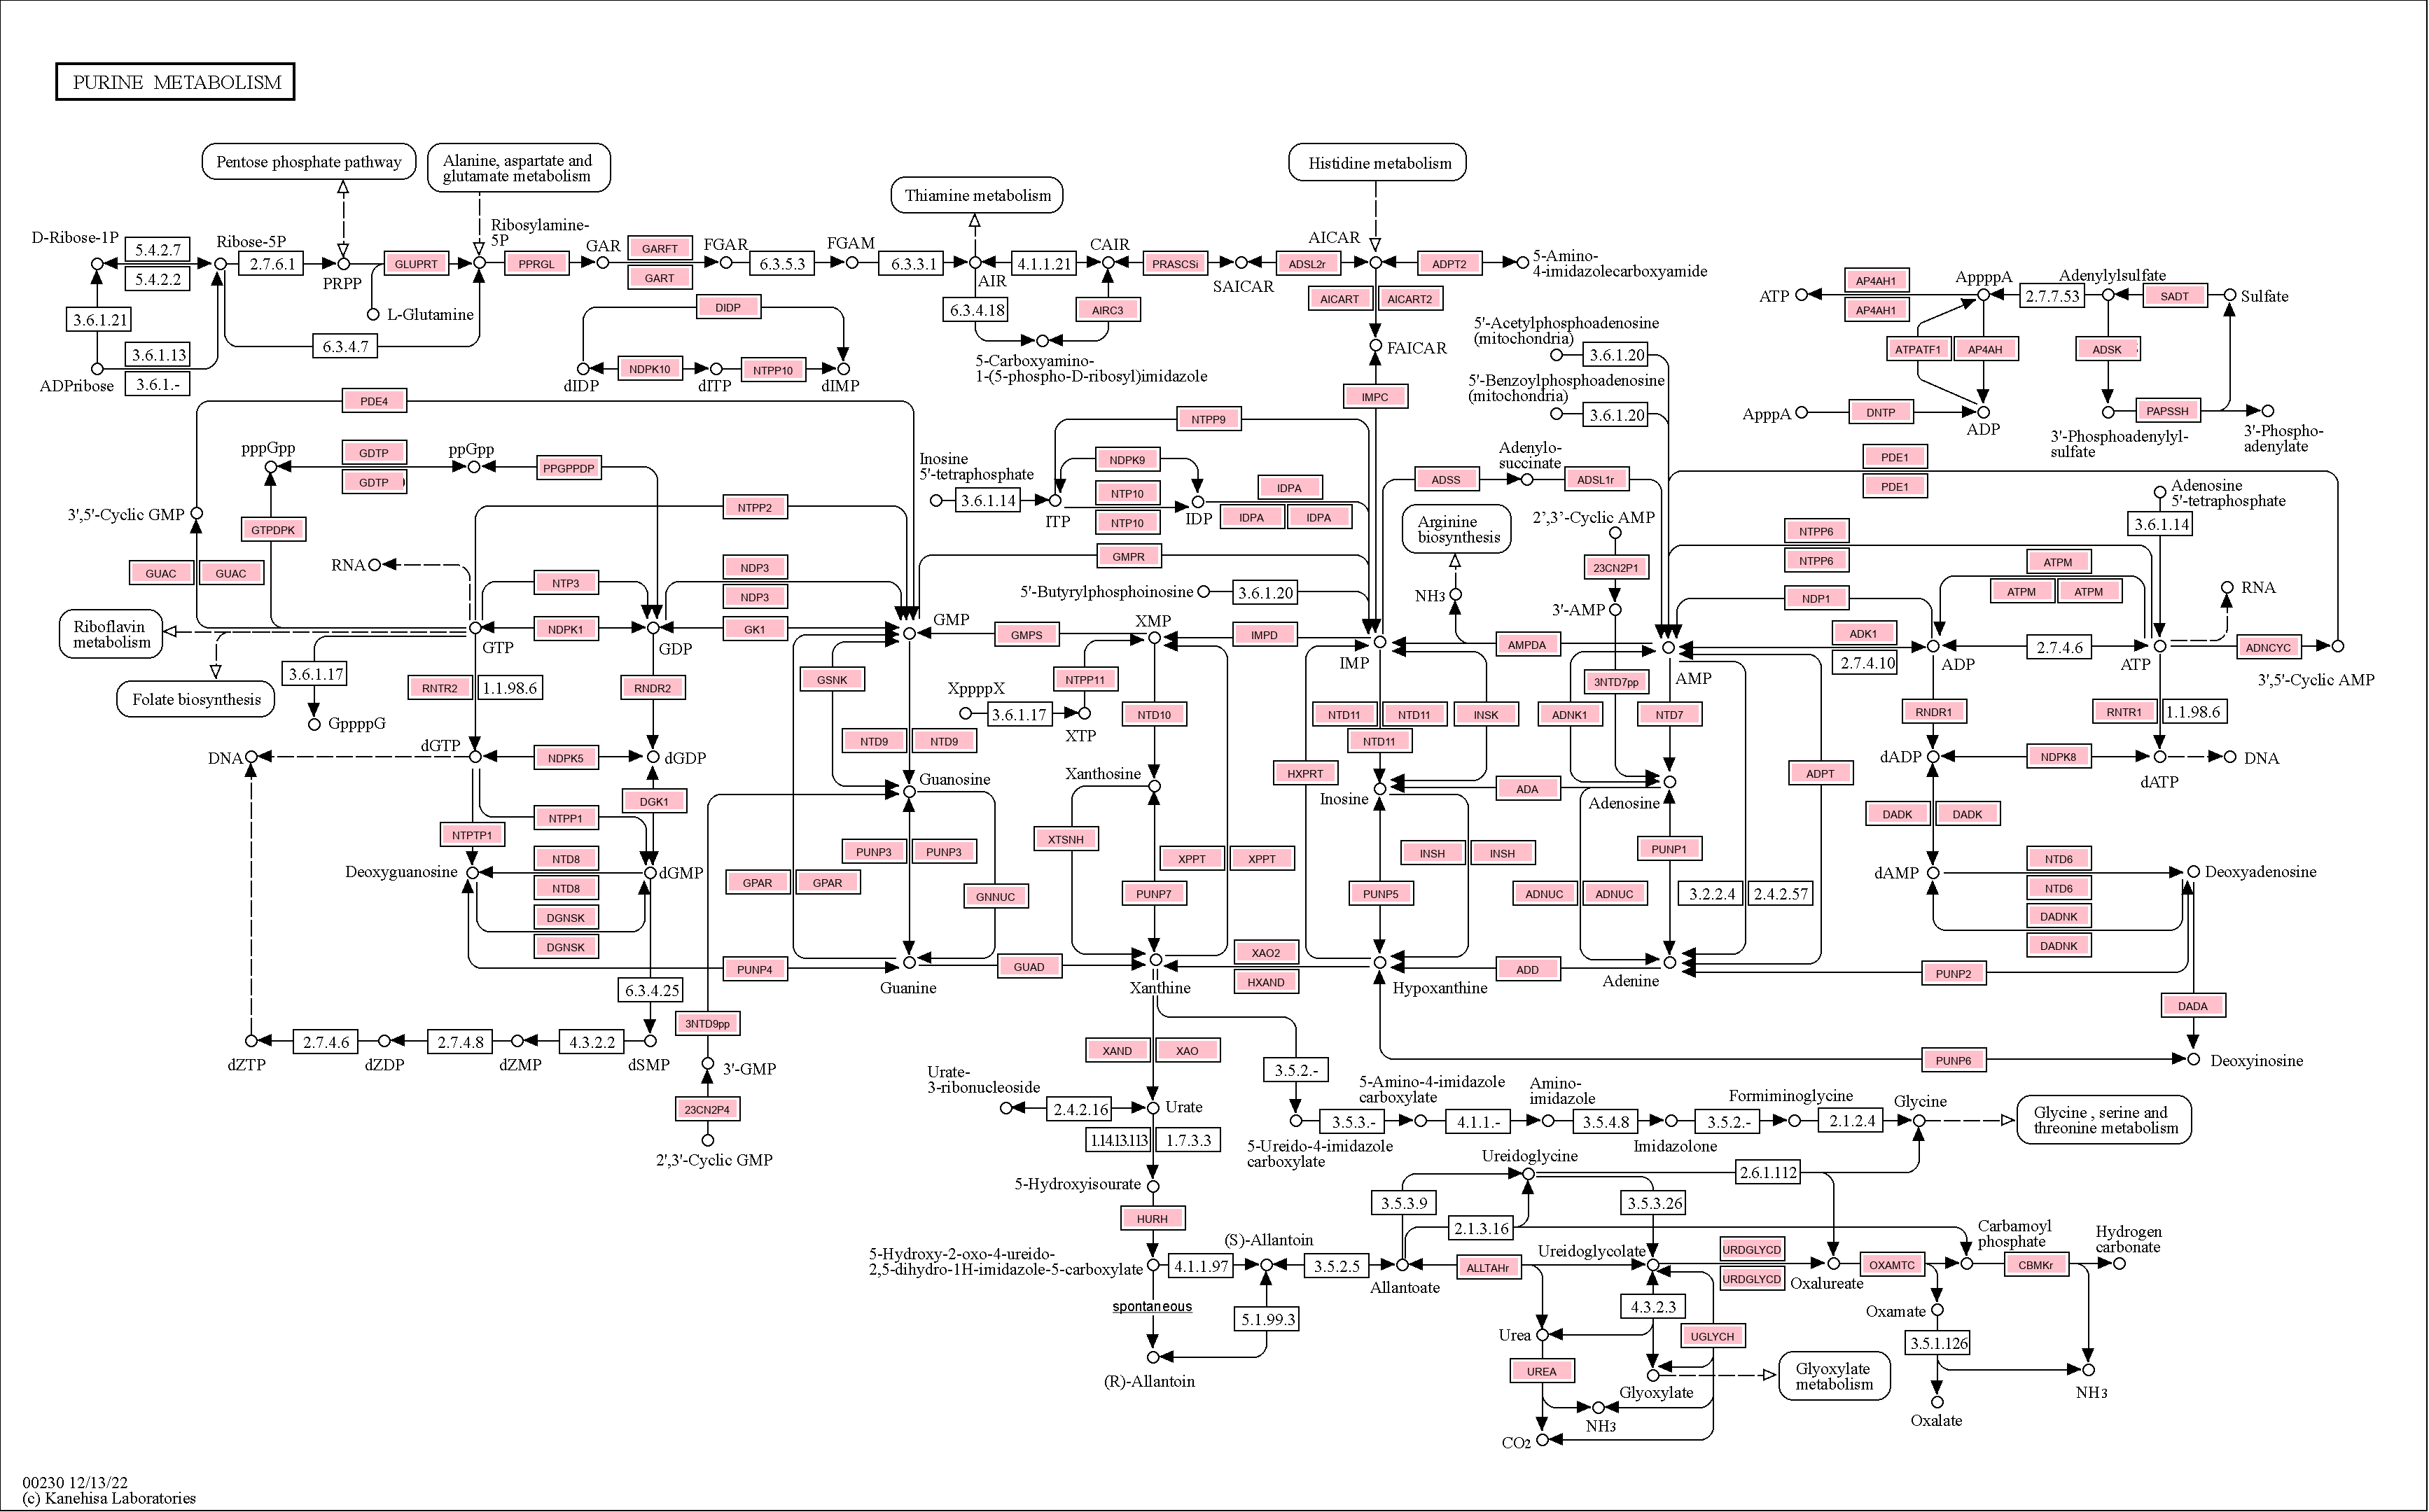 PURINE METABOLISM
Pentose phosphate pathway
Alanine, aspartate and
glutamate metabolism
Thiamine metabolism
Histidine metabolism
D-Ribose-1P
5.4.2.7
5.4.2.2
Ribose-5P
2.7.6.1
PRPP
GLUPRT
L-Glutamine
Ribosylamine-
5P
PPRGL
GAR
GARFT
GART
FGAR
6.3.5.3
FGAM
6.3.3.1
AIR
4.1.1.21
CAIR
PRASCSi
SAICAR
ADSL2r
AICAR
ADPT2
5-Amino-
4-imidazolecarboxyamide
3.6.1.21
3.6.1.13
3.6.1.-
ADPribose
6.3.4.7
DIDP
NDPK10
NTPP10
dIDP
dITP
dIMP
6.3.4.18
AIRC3
5-Carboxyamino-
1-(5-phospho-D-ribosyl)imidazole
AICART
AICART2
FAICAR
IMPC
5'-Acetylphosphoadenosine
(mitochondria)
3.6.1.20
5'-Benzoylphosphoadenosine
(mitochondria)
3.6.1.20
ATP
AP4AH1
AP4AH1
AppppA
Adenylylsulfate
2.7.7.53
SADT
Sulfate
ATPATF1
AP4AH
ADSK
ApppA
DNTP
ADP
PAPSSH
3'-Phosphoadenylyl-
sulfate
3'-Phospho-
adenylate
PDE4
pppGpp
GDTP
GDTP
ppGpp
PPGPPDP
3',5'-Cyclic GMP
GTPDPK
GUAC
GUAC
RNA
NTPP2
NTP3
NDP3
NDP3
NDPK1
GK1
GTP
GDP
GMP
Riboflavin
metabolism
Folate biosynthesis
3.6.1.17
GppppG
Inosine
5'-tetraphosphate
3.6.1.14
ITP
NTPP9
NDPK9
NTP10
NTP10
IDP
IDPA
IDPA
IDPA
GMPR
5'-Butyrylphosphoinosine
3.6.1.20
ADSS
Adenylo-
succinate
ADSL1r
Arginine
biosynthesis
NH3
2',3'-Cyclic AMP
23CN2P1
3'-AMP
3NTD7pp
AMPDA
PDE1
PDE1
Adenosine
5'-tetraphosphate
3.6.1.14
NTPP6
NTPP6
ATPM
ATPM
ATPM
NDP1
RNA
ADK1
2.7.4.10
ADP
2.7.4.6
ATP
ADNCYC
3',5'-Cyclic AMP
GMPS
XMP
IMPD
IMP
AMP
RNTR2
1.1.98.6
RNDR2
GSNK
NTPP11
XppppX
3.6.1.17
XTP
NTD10
NTD11
NTD11
NTD11
INSK
ADNK1
NTD7
RNDR1
RNTR1
1.1.98.6
DNA
dGTP
NDPK5
dGDP
NTD9
NTD9
Guanosine
Xanthosine
HXPRT
Inosine
ADA
Adenosine
ADPT
dADP
NDPK8
dATP
DNA
DGK1
NTPP1
NTPTP1
NTD8
NTD8
DGNSK
DGNSK
Deoxyguanosine
dGMP
PUNP3
PUNP3
GPAR
GPAR
GNNUC
XTSNH
XPPT
XPPT
PUNP7
INSH
INSH
PUNP5
PUNP1
ADNUC
ADNUC
3.2.2.4
2.4.2.57
DADK
DADK
dAMP
NTD6
NTD6
DADNK
DADNK
Deoxyadenosine
PUNP4
Guanine
GUAD
Xanthine
XAO2
HXAND
Hypoxanthine
ADD
Adenine
PUNP2
DADA
PUNP6
Deoxyinosine
6.3.4.25
dZTP
2.7.4.6
dZDP
2.7.4.8
dZMP
4.3.2.2
dSMP
3NTD9pp
3'-GMP
23CN2P4
2',3'-Cyclic GMP
XAND
XAO
Urate-
3-ribonucleoside
2.4.2.16
Urate
1.14.13.113
1.7.3.3
5-Hydroxyisourate
HURH
5-Hydroxy-2-oxo-4-ureido-
2,5-dihydro-1H-imidazole-5-carboxylate
4.1.1.97
(S)-Allantoin
3.5.2.5
spontaneous
5.1.99.3
(R)-Allantoin
3.5.2.-
5-Ureido-4-imidazole
carboxylate
3.5.3.-
5-Amino-4-imidazole
carboxylate
4.1.1.-
Amino-
imidazole
3.5.4.8
Imidazolone
3.5.2.-
Formiminoglycine
2.1.2.4
Glycine
Glycine , serine and
threonine metabolism
Ureidoglycine
2.6.1.112
3.5.3.9
2.1.3.16
3.5.3.26
Allantoate
ALLTAHr
Ureidoglycolate
URDGLYCD
URDGLYCD
Oxalureate
OXAMTC
Carbamoyl
phosphate
CBMKr
Hydrogen
carbonate
Urea
4.3.2.3
UGLYCH
UREA
Glyoxylate
Glyoxylate
metabolism
NH3
CO2
Oxamate
3.5.1.126
Oxalate
NH3
00230 12/13/22
(c) Kanehisa Laboratories